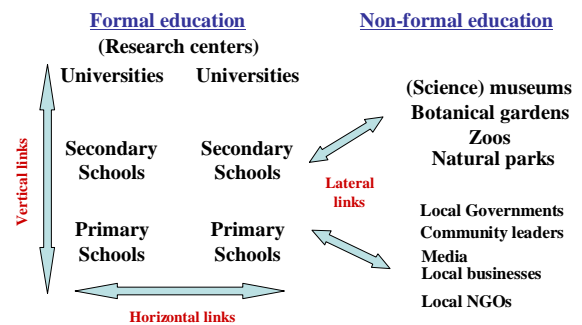 Formal education
Non-formal education
(Research centers)
Universities Universities
(Science) museums
Botanical gardens
Zoos
Natural parks
Secondary Schools
Secondary Schools
Vertical links
Lateral links
Primary Schools
Primary Schools
Local Governments
Community leaders
Media
Local businesses
Local NGOs
Horizontal links